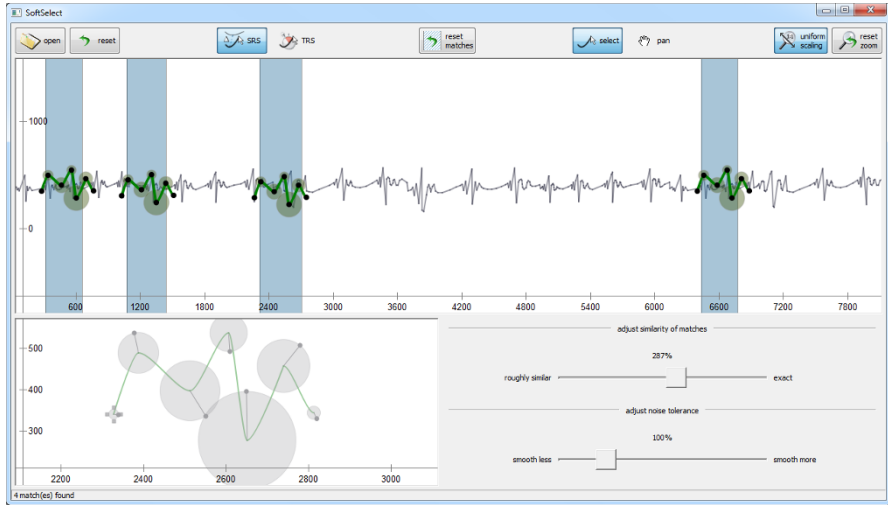 SoftSelect
open reset SRS TRS reset matches select pan uniform scaling reset zoom
1000
0
600 1200 1800 2400 3000 3600 4200 4800 5400 6000 6600 7200 7800
adjust similarity of matches
500
287%
400
roughly similar exact
adjust noise tolerance
300
100%
smooth less smooth more
2200 2400 2600 2800 3000
4 match(es) found